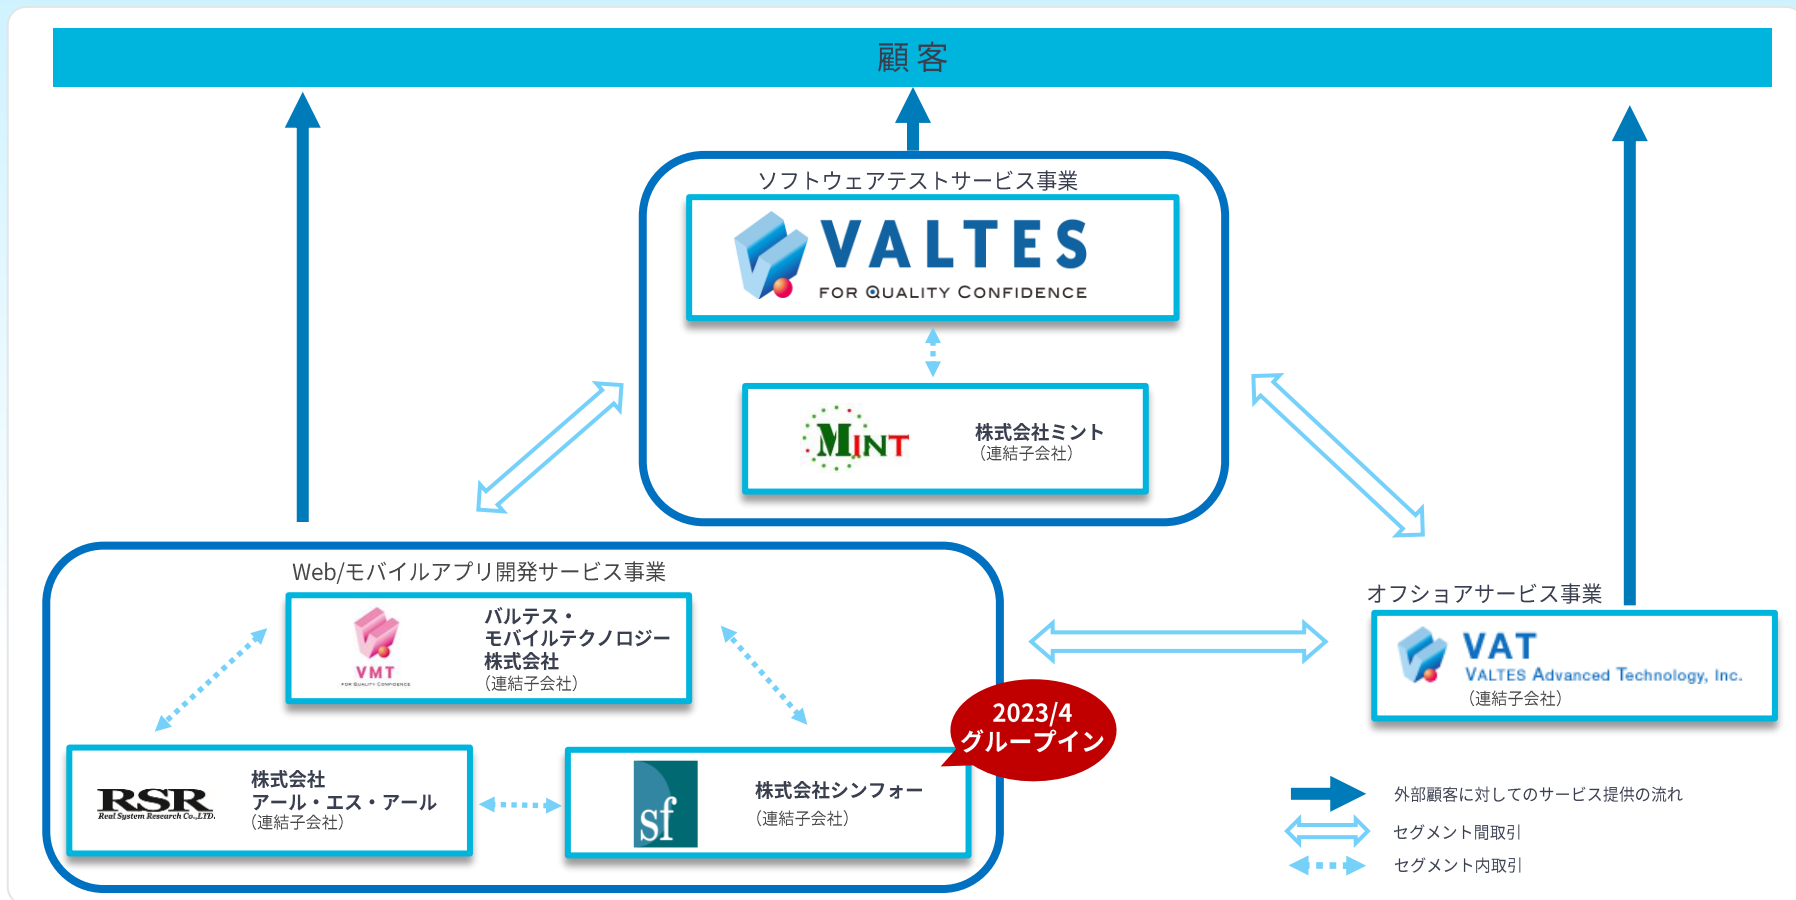 顧客
ソフトウェアテストサービス事業
VALTES
FOR QUALITY CONFIDENCE
MINT
株式会社ミント
（連結子会社）
Web/モバイルアプリ開発サービス事業
VMT
FOR QUALITY CONFIDENCE
バルテス・
モバイルテクノロジー
株式会社
（連結子会社）
RSR
Real System Research Co.,LTD.
株式会社
アール・エス・アール
（連結子会社）
sf
株式会社シンフォー
（連結子会社）
2023/4
グループイン
オフショアサービス事業
VAT
VALTES Advanced Technology, Inc.
（連結子会社）
外部顧客に対してのサービス提供の流れ
セグメント間取引
セグメント内取引